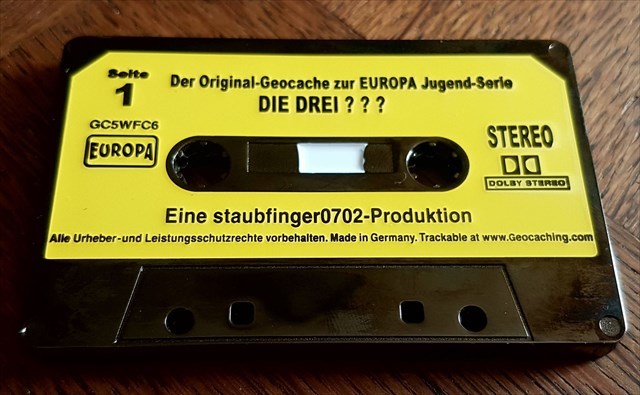 Seite
1
Der Original-Geocache zur EUROPA Jugend-Serie
DIE DREI ? ? ?
GC5WFC6
EUROPA
STEREO
DOLBY STEREO
Eine staubfinger0702-Produktion
Alle Urheber-und Leistungsschutzrechte vorbehalten. Made in Germany. Trackable at www.Geocaching.com